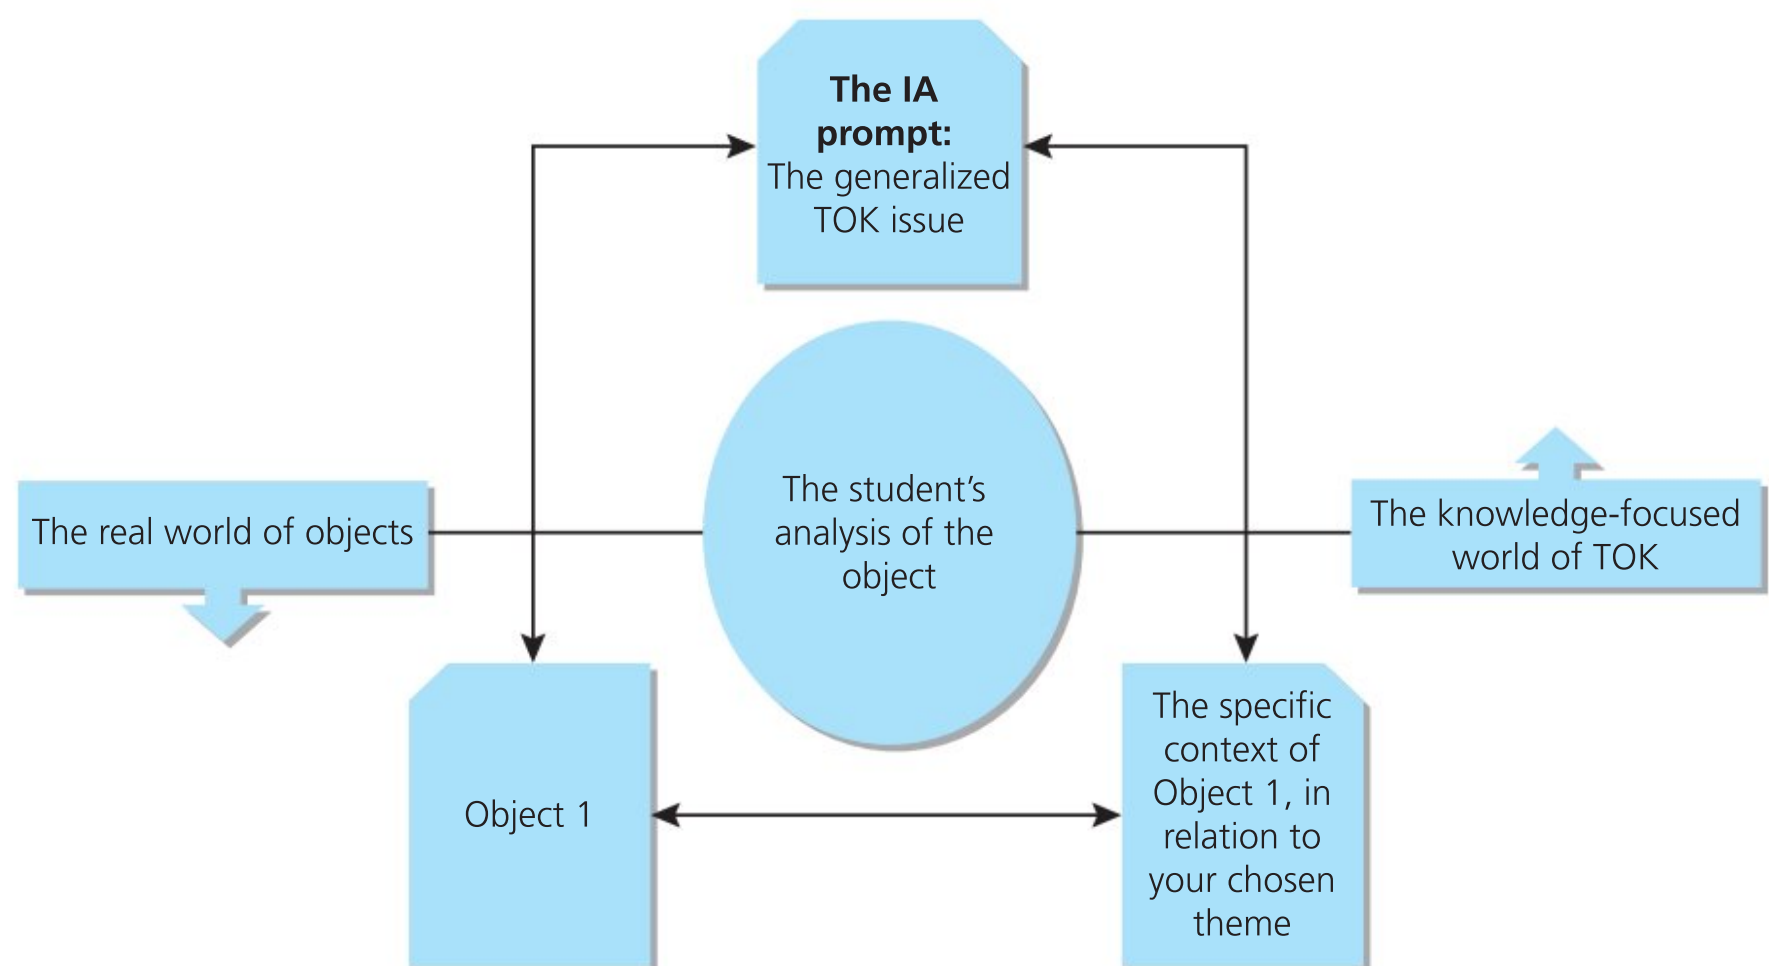 The IA
prompt:
The generalized
TOK issue
The student’s
analysis of the
object
The real world of objects
The knowledge-focused
world of TOK
Object 1
The specific
context of
Object 1, in
relation to
your chosen
theme